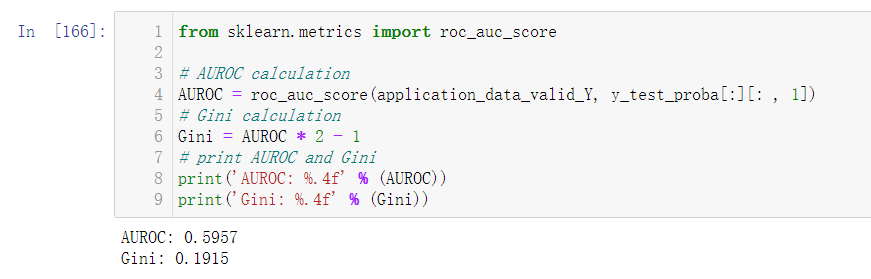 In [166]:
1 from sklearn.metrics import roc_auc_score
2
3 # AUROC calculation
4 AUROC = roc_auc_score(application_data_valid_Y, y_test_proba[:][: , 1])
5 # Gini calculation
6 Gini = AUROC * 2 - 1
7 # print AUROC and Gini
8 print('AUROC: %.4f' % (AUROC))
9 print('Gini: %.4f' % (Gini))
AUROC: 0.5957
Gini: 0.1915